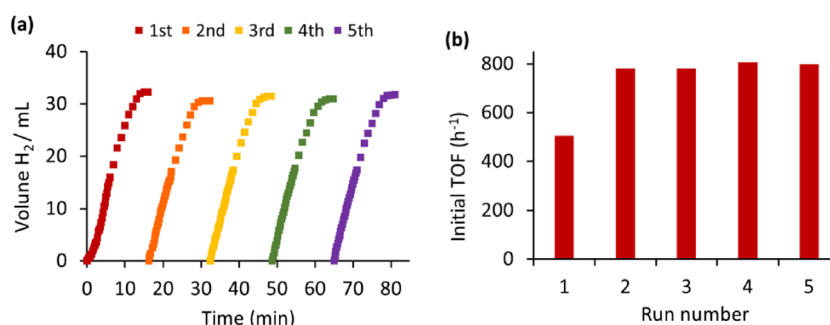 (a)
1st 2nd 3rd 4th 5th
Volune H2 / mL
40
30
20
10
0
0 10 20 30 40 50 60 70 80
Time (min)
(b)
Initial TOF (h-1)
800
600
400
200
0
1 2 3 4 5
Run number